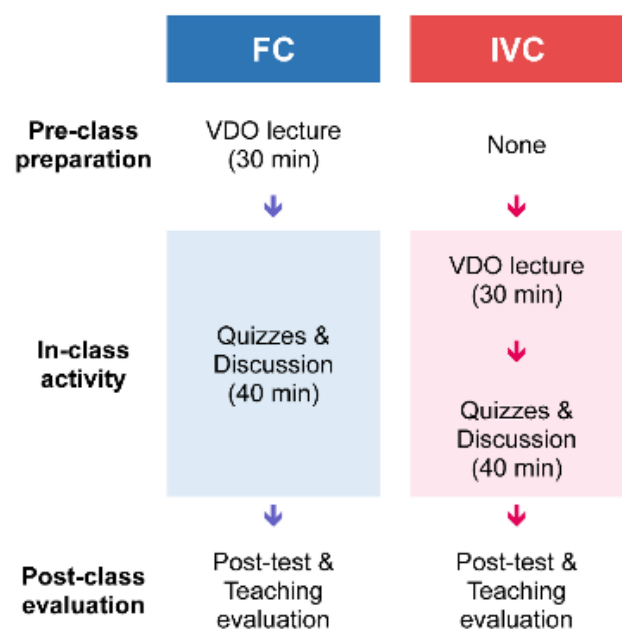 FC
IVC
Pre-class
preparation
VDO lecture
(30 min)
None
In-class
activity
Quizzes &
Discussion
(40 min)
VDO lecture
(30 min)
Quizzes &
Discussion
(40 min)
Post-class
evaluation
Post-test &
Teaching
evaluation
Post-test &
Teaching
evaluation